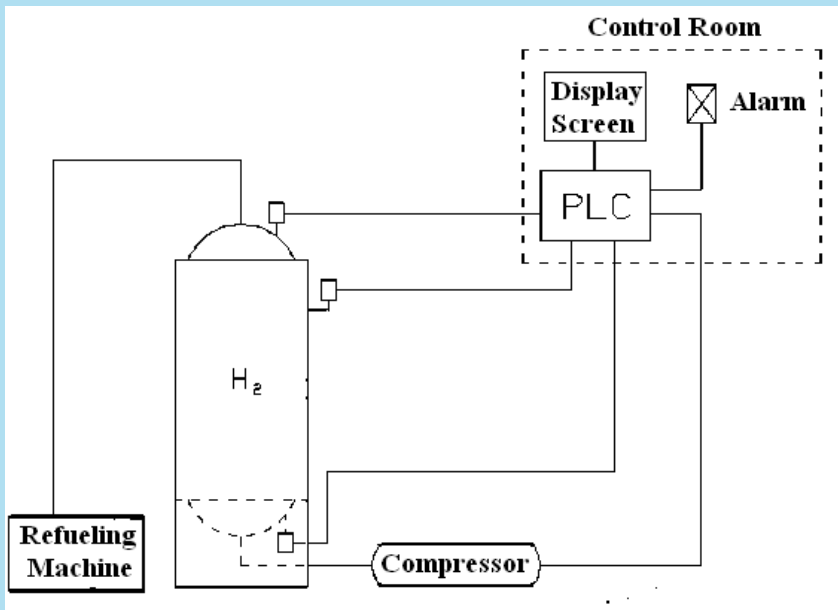 Control Room
Display
Screen
Alarm
PLC
H₂
Refueling
Machine
Compressor